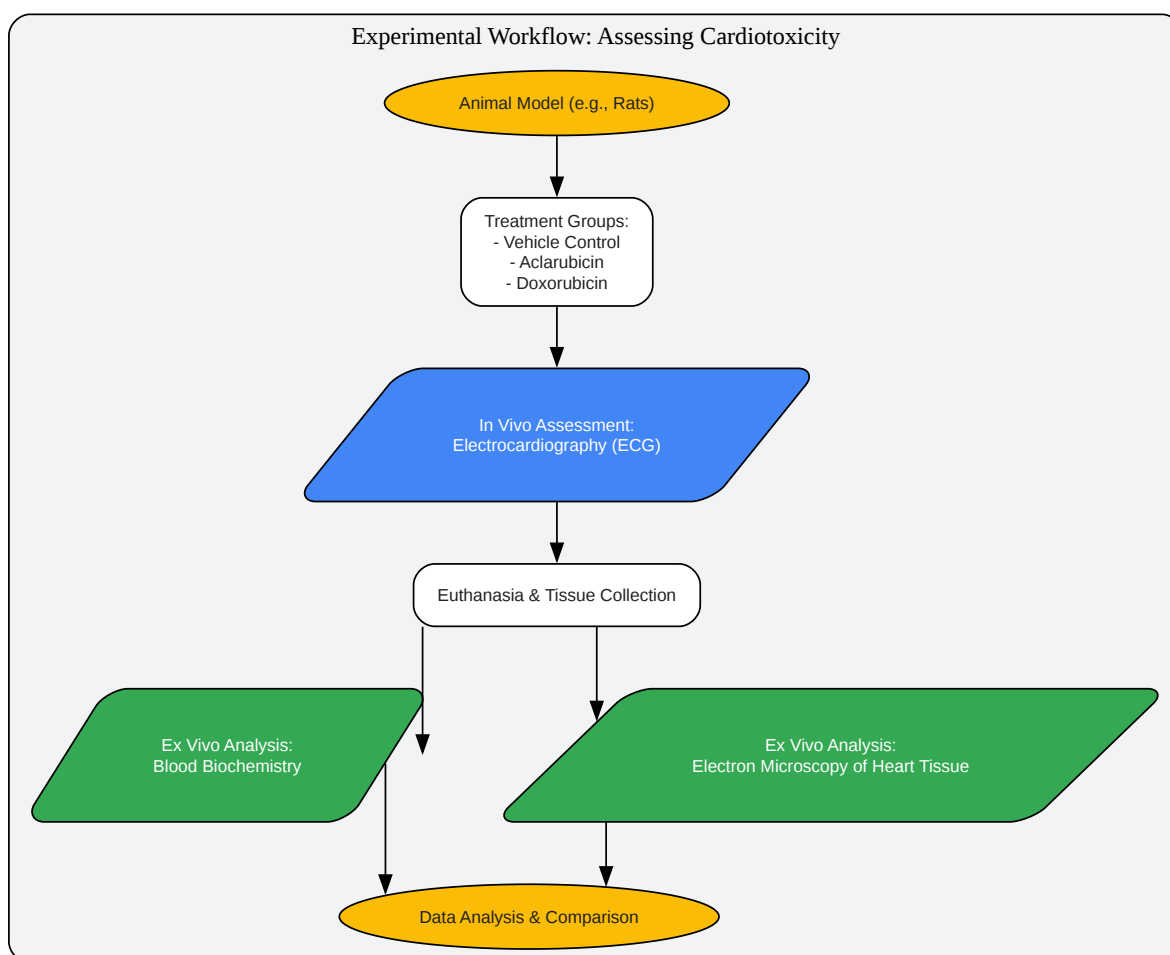 Experimental Workflow: Assessing Cardiotoxicity
Animal Model (e.g., Rats)
Treatment Groups:
- Vehicle Control
- Aclarubicin
- Doxorubicin
In Vivo Assessment:
Electrocardiography (ECG)
Euthanasia & Tissue Collection
Ex Vivo Analysis:
Blood Biochemistry
Ex Vivo Analysis:
Electron Microscopy of Heart Tissue
Data Analysis & Comparison